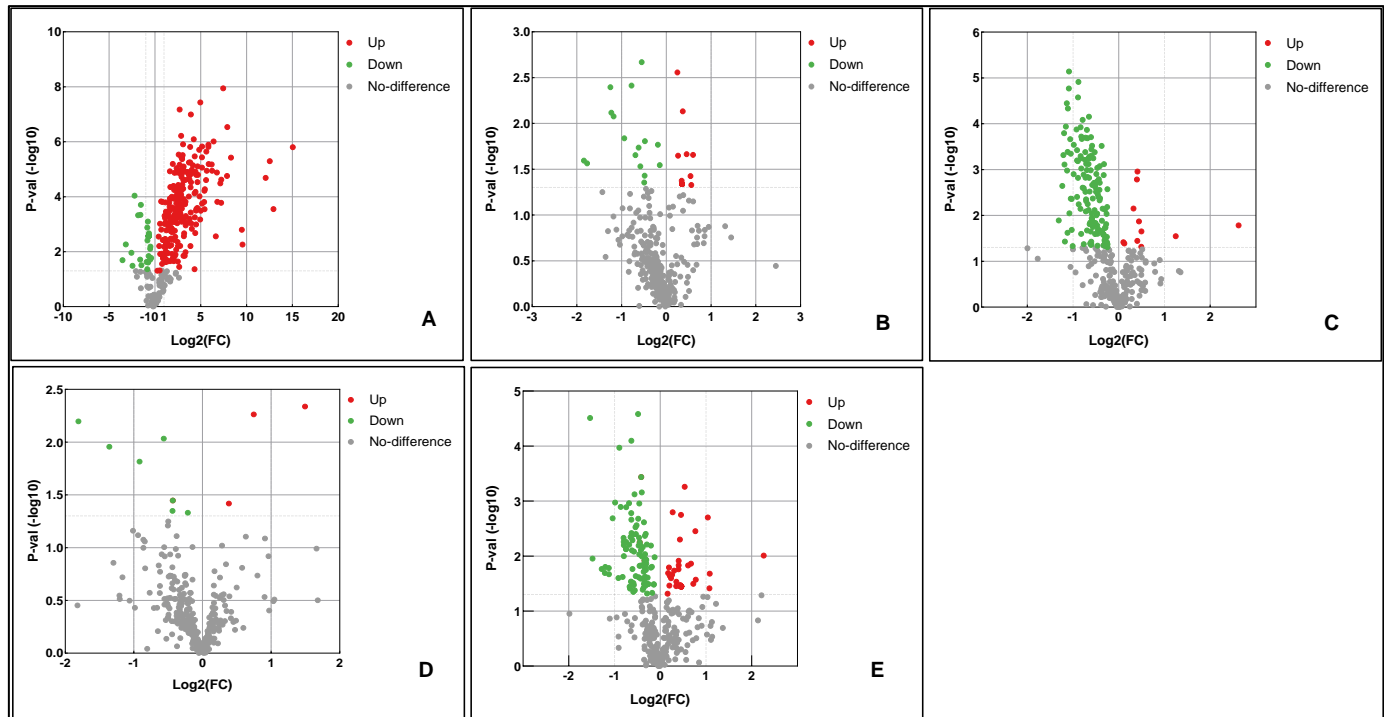 10
8
6
4
2
0
-10
-5
-10
1
5
10
15
20
P-val (-log10)
Log2(FC)
Up
Down
No-difference
A
3.0
2.5
2.0
1.5
1.0
0.5
0.0
-3
-2
-1
0
1
2
3
P-val (-log10)
Log2(FC)
Up
Down
No-difference
B
6
5
4
3
2
1
0
-3
-2
-1
0
1
2
3
P-val (-log10)
Log2(FC)
Up
Down
No-difference
C
2.5
2.0
1.5
1.0
0.5
0.0
-2
-1
0
1
2
P-val (-log10)
Log2(FC)
Up
Down
No-difference
D
5
4
3
2
1
0
-2
-1
0
1
2
P-val (-log10)
Log2(FC)
Up
Down
No-difference
E